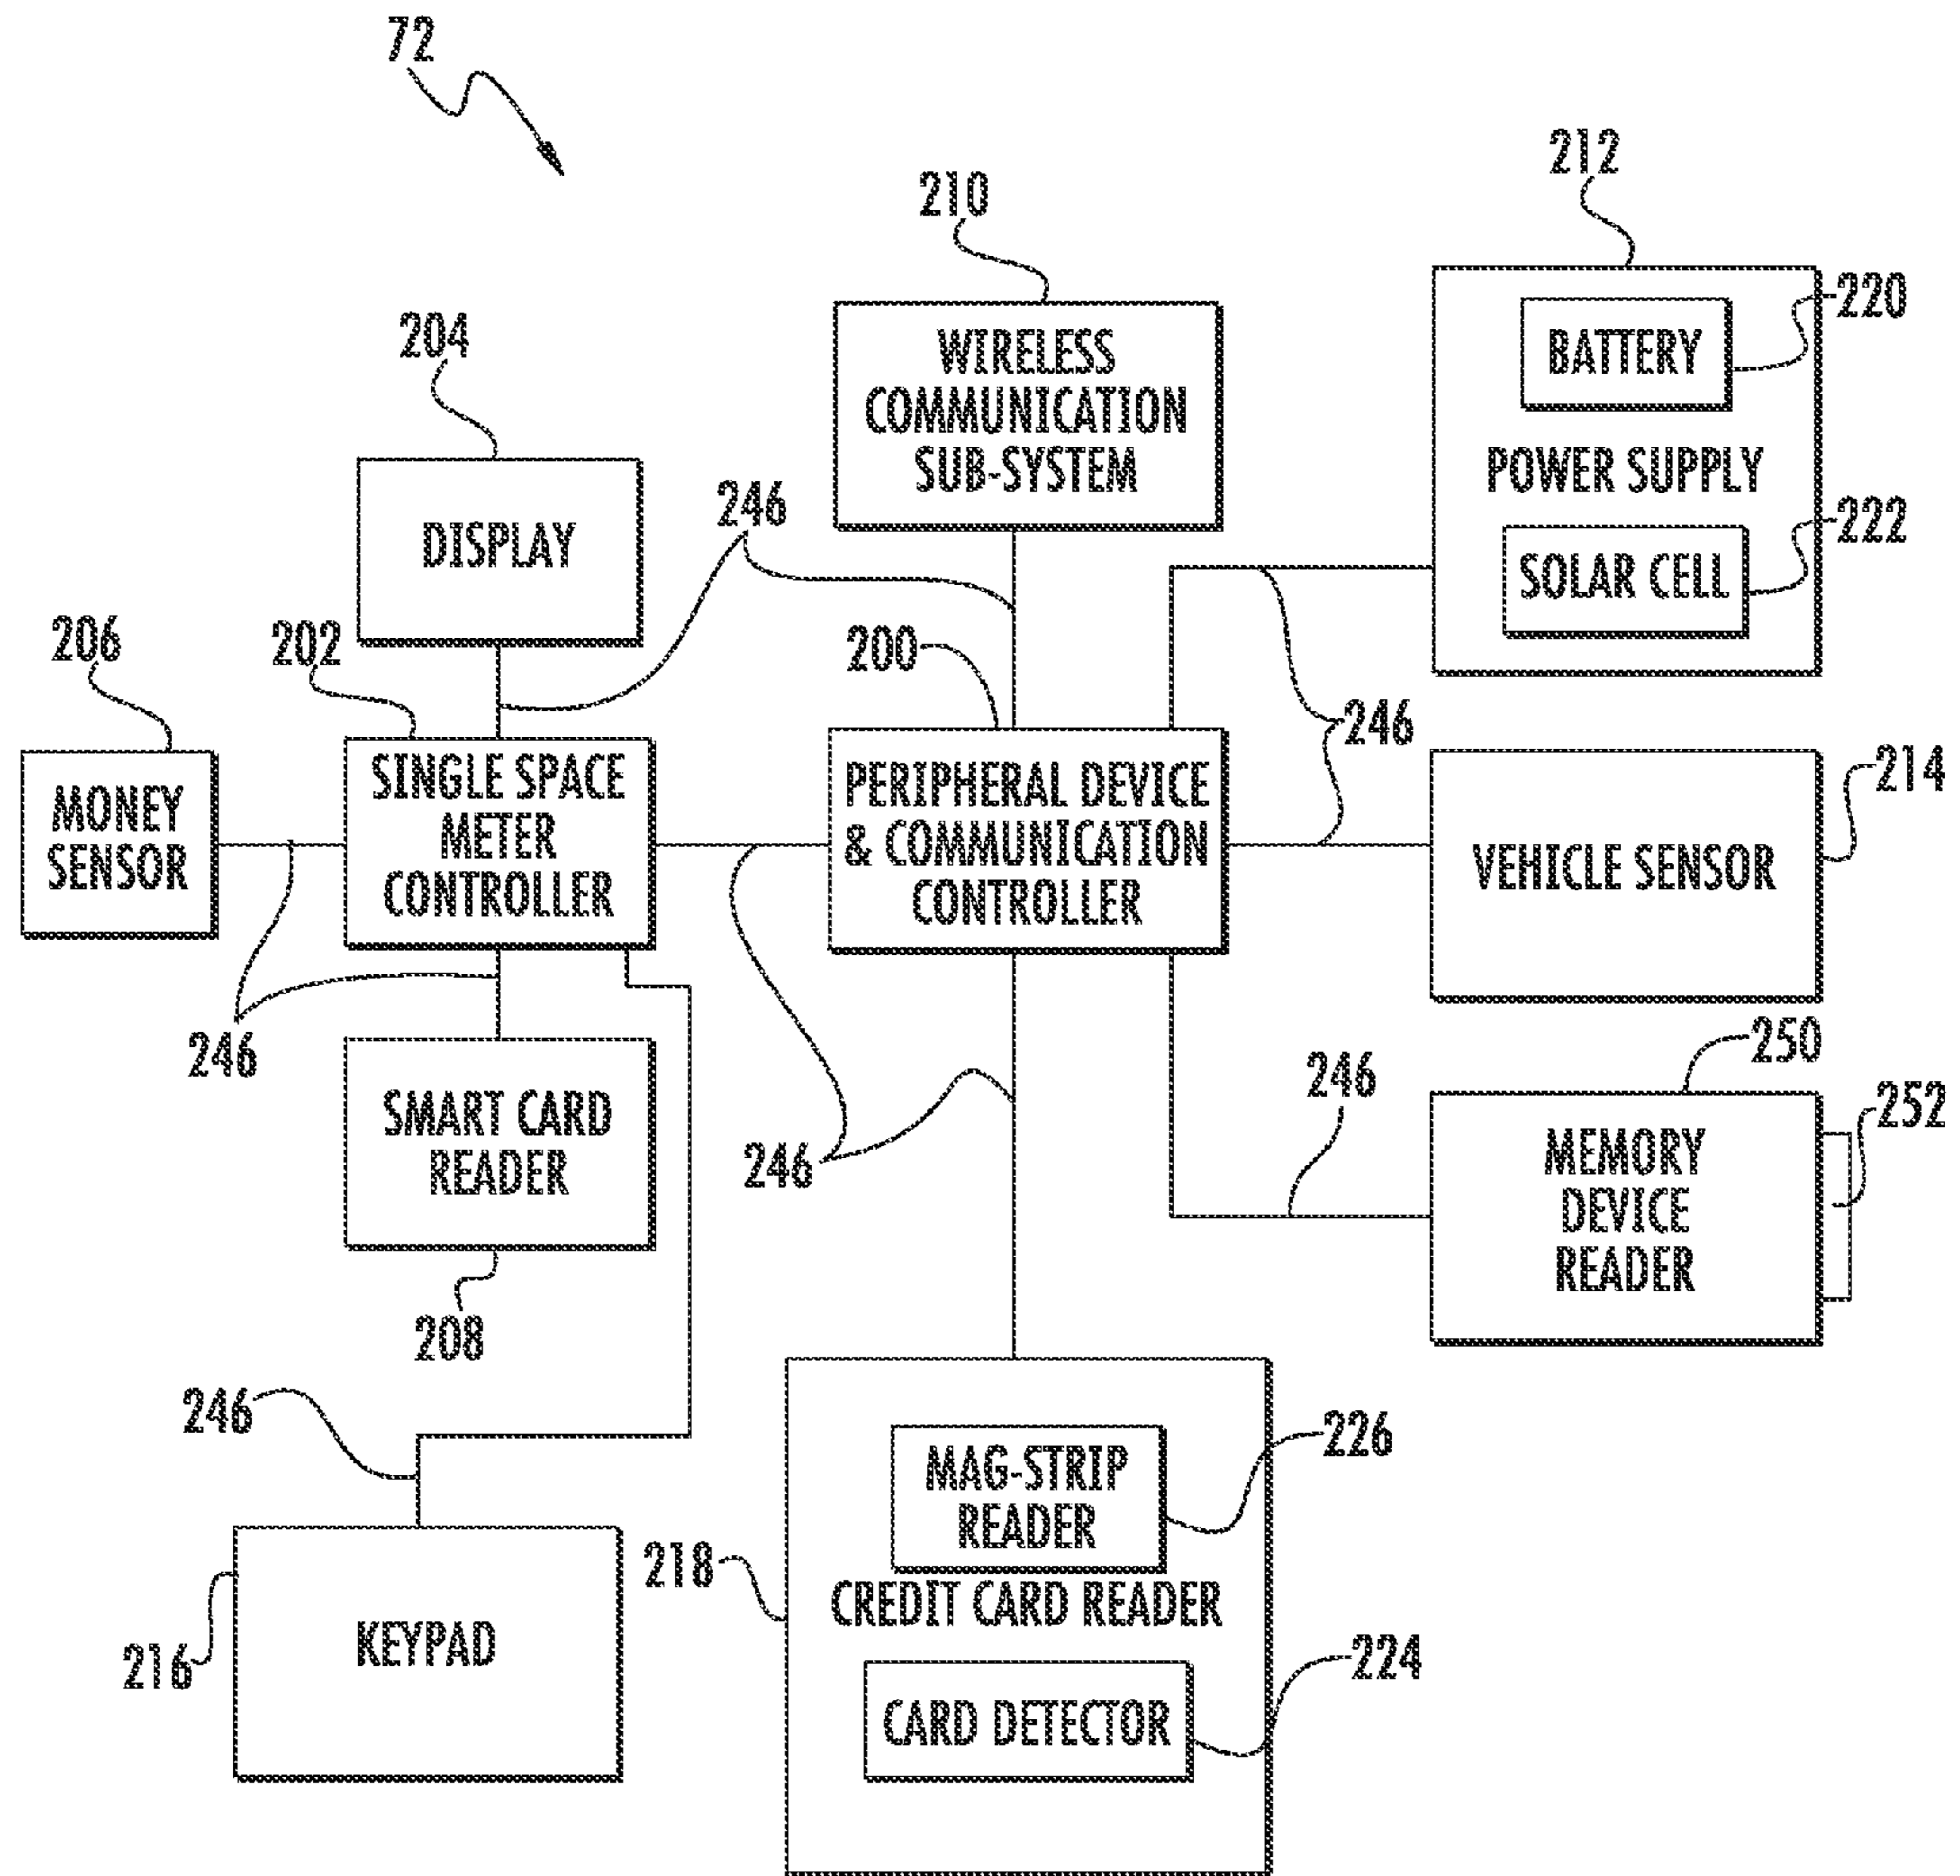 72
210
212
220
204
WIRELESS
COMMUNICATION
SUB-SYSTEM
BATTERY
POWER SUPPLY
222
246
DISPLAY
SOLAR CELL
206
202
200
246
214
MONEY
SENSOR
SINGLE SPACE
METER
CONTROLLER
PERIPHERAL DEVICE
& COMMUNICATION
CONTROLLER
VEHICLE SENSOR
246
250
246
252
SMART CARD
READER
246
MEMORY
DEVICE
READER
208
246
226
MAG-STRIP
READER
218
CREDIT CARD READER
216
KEYPAD
224
CARD DETECTOR